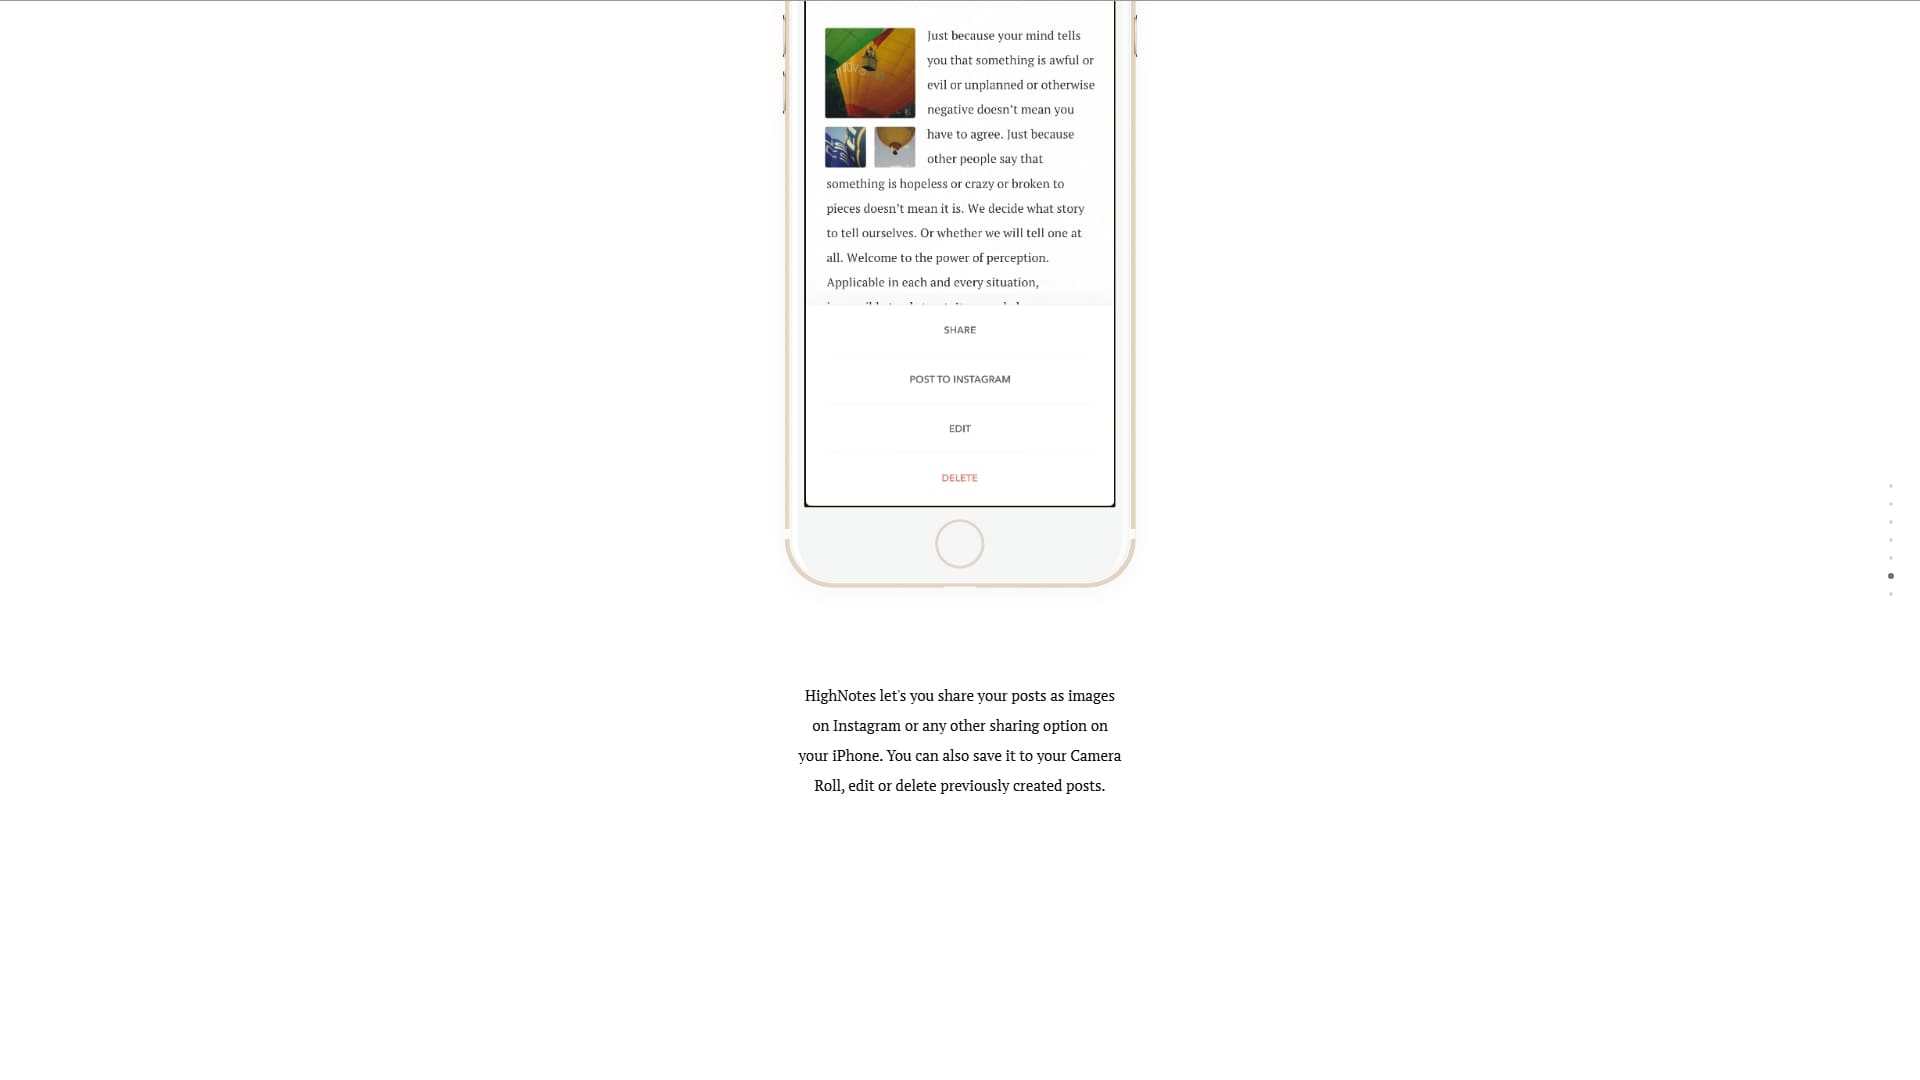 Just because your mind tells
you that something is awful or
evil or unplanned or otherwise
negative doesn't mean you
have to agree. Just because
other people say that
something is hopeless or crazy or broken to
pieces doesn't mean it is. We decide what story
to tell ourselves. Or whether we will tell one at
all. Welcome to the power of perception.
Applicable in each and every situation,
SHARE
POST TO INSTAGRAM
EDIT
DELETE
HighNotes let's you share your posts as images
on Instagram or any other sharing option on
your iPhone. You can also save it to your Camera
Roll, edit or delete previously created posts.